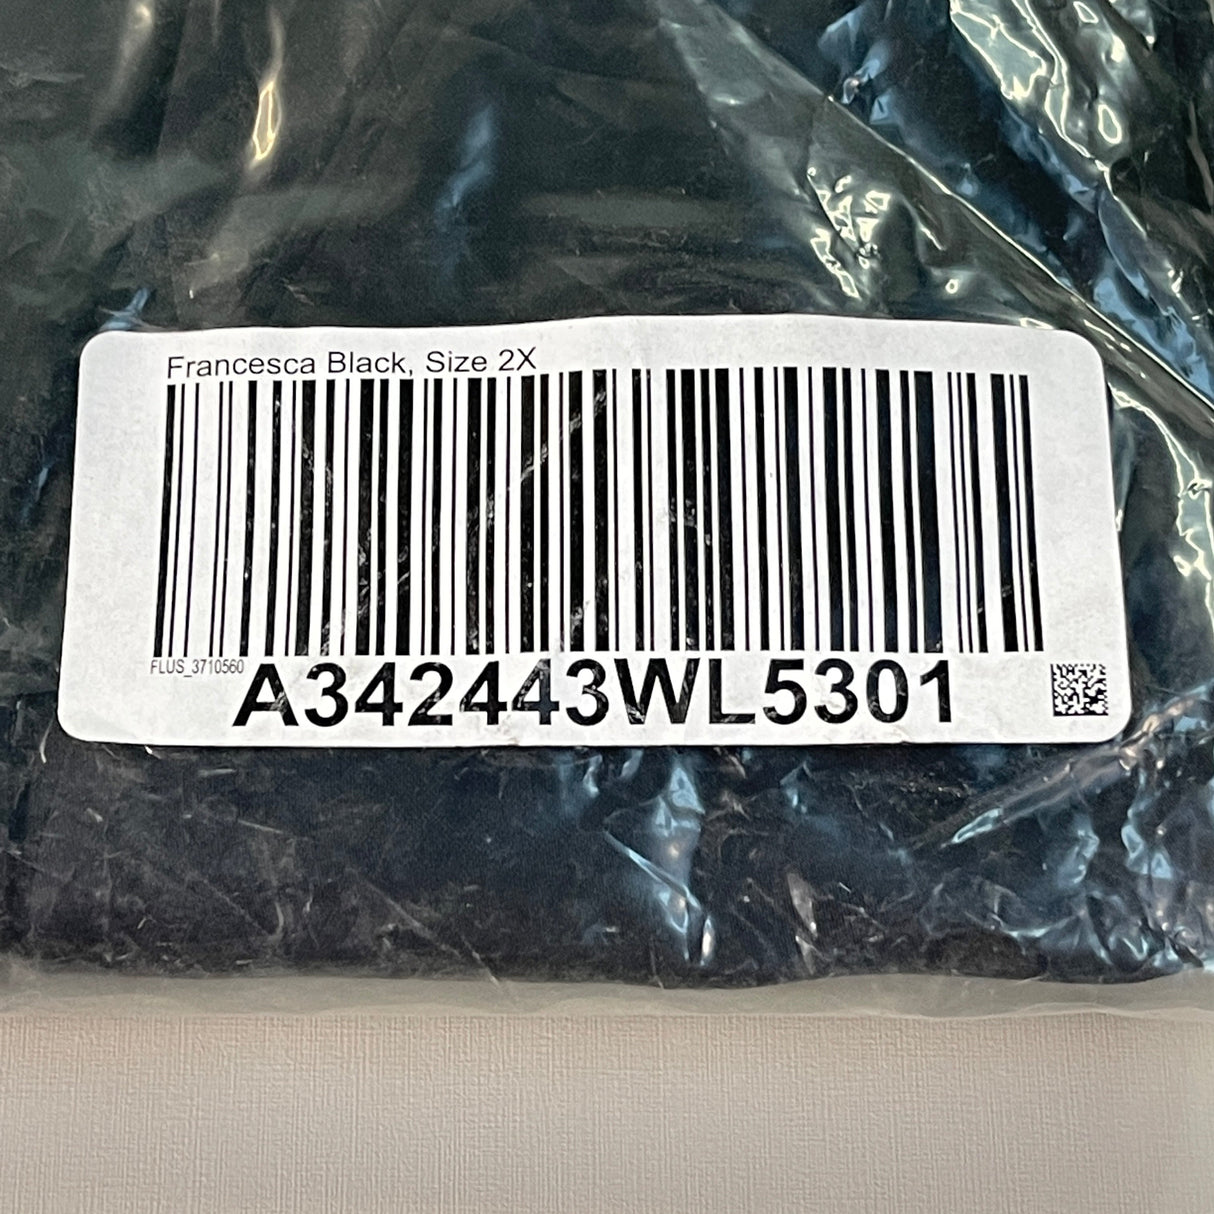 Francesca Black, Size 2X
FLUS_3710560
A342443WL5301